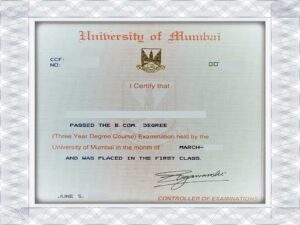 University of Mumbai
CCF:
NO:
I Certify that
PASSED THE B.COM. DEGREE
(Three Year Degree Course) Examination held by the
University of Mumbai in the month of MARCH-
AND WAS PLACED IN THE FIRST CLASS.
JUNE 5,
CONTROLLER OF EXAMINATIONS